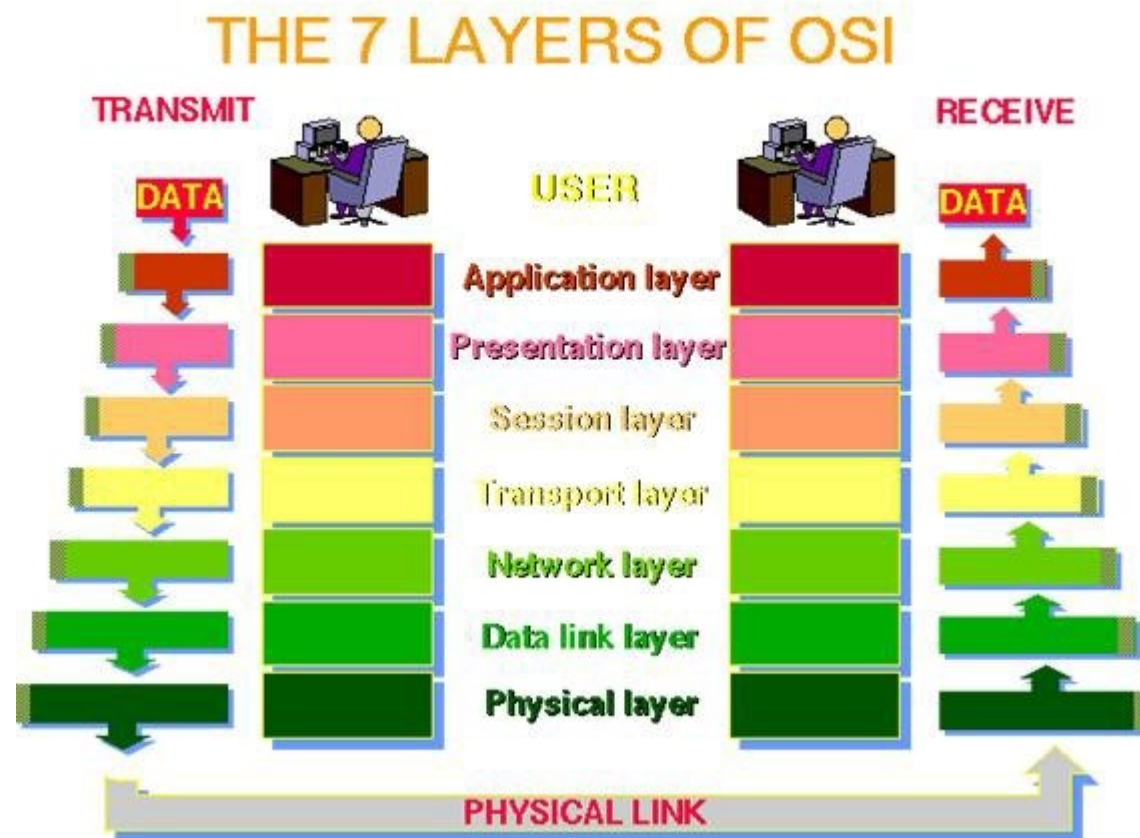 THE 7 LAYERS OF OSI
TRANSMIT
RECEIVE
DATA
USER
DATA
Application layer
Presentation layer
Session layer
Transport layer
Network layer
Data link layer
Physical layer
PHYSICAL LINK